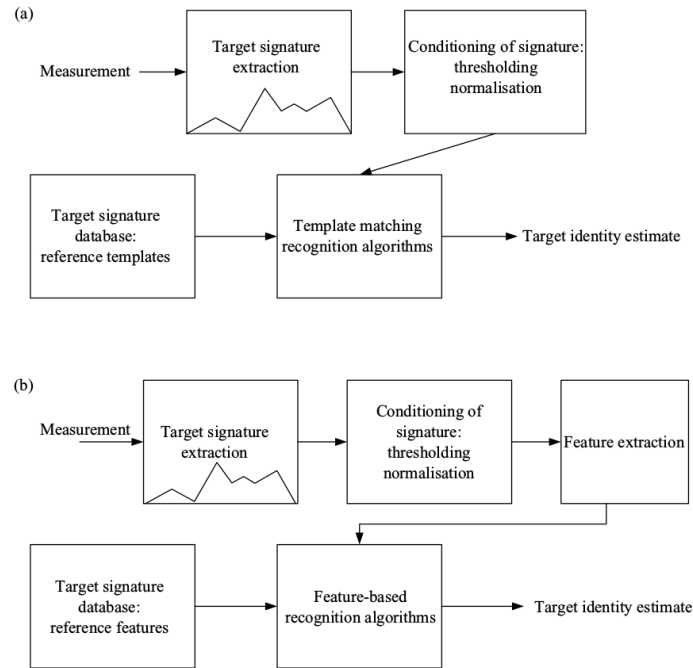 (a)
Measurement
Target signature
extraction
Conditioning of signature:
thresholding
normalisation
Target signature
database:
reference templates
Template matching
recognition algorithms
Target identity estimate
(b)
Measurement
Target signature
extraction
Conditioning of
signature:
thresholding
normalisation
Feature extraction
Target signature
database:
reference features
Feature-based
recognition algorithms
Target identity estimate